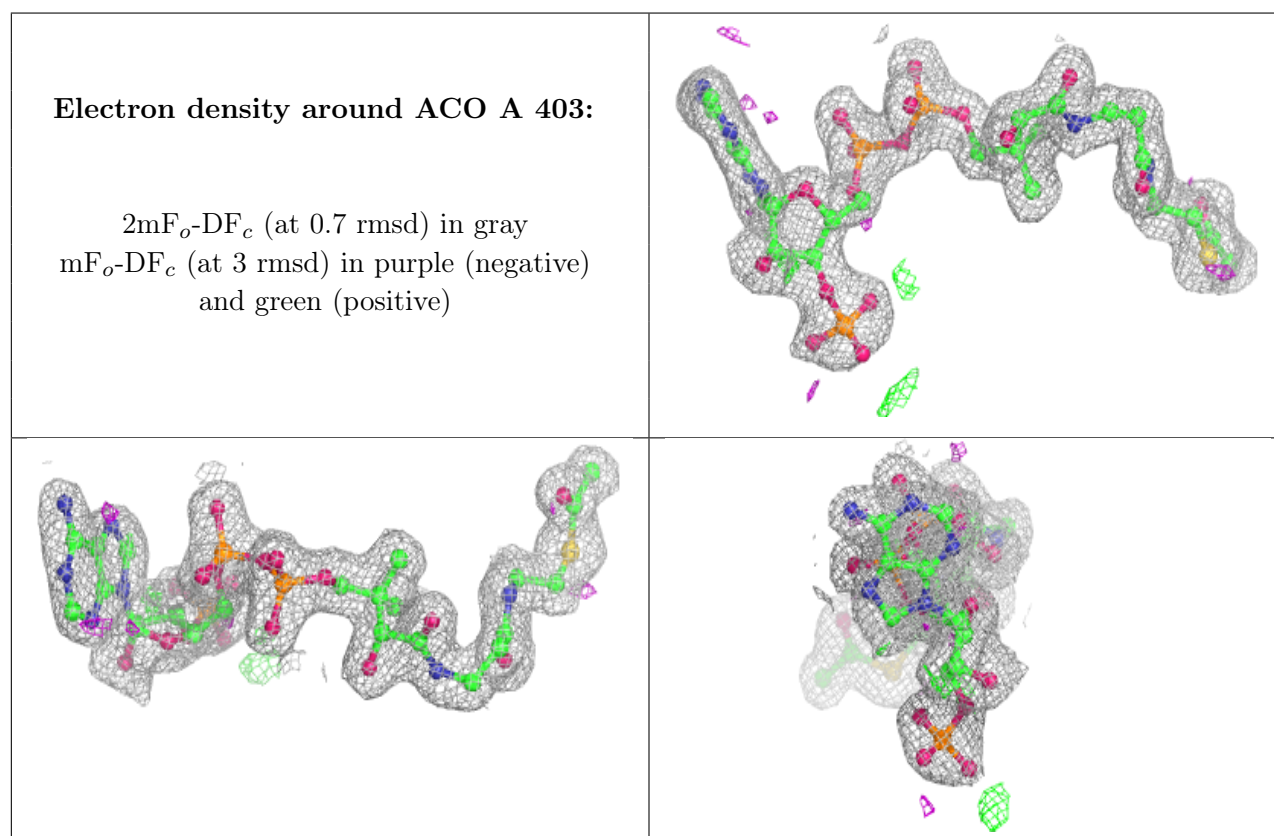 Electron density around ACO A 403:
2mFo-DFc (at 0.7 rmsd) in gray
mFo-DFc (at 3 rmsd) in purple (negative)
and green (positive)